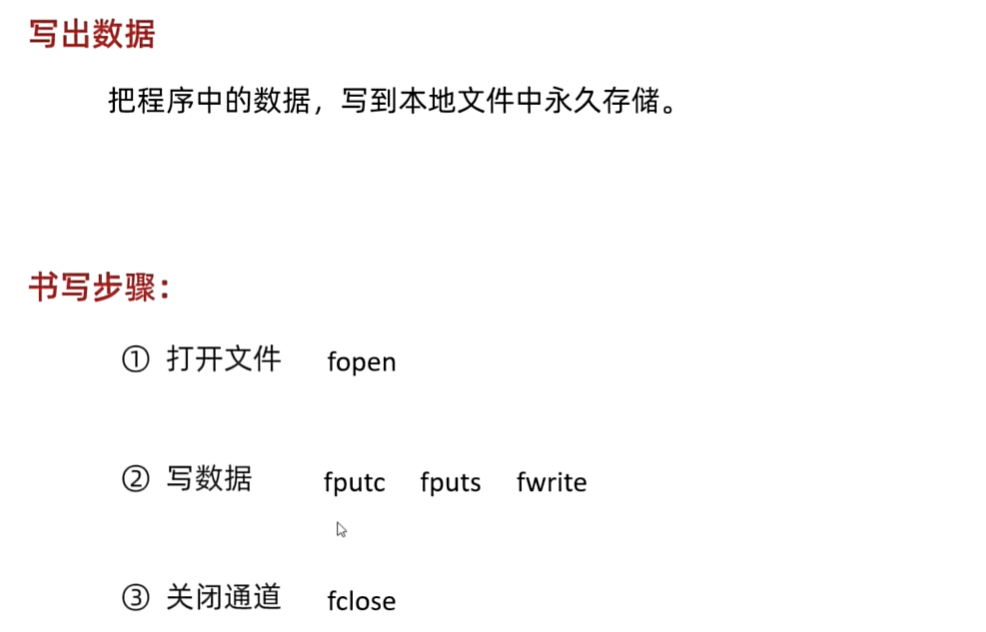 写出数据
把程序中的数据，写到本地文件中永久存储。
书写步骤：
① 打开文件 fopen
② 写数据 fputc fputs fwrite
③ 关闭通道 fclose